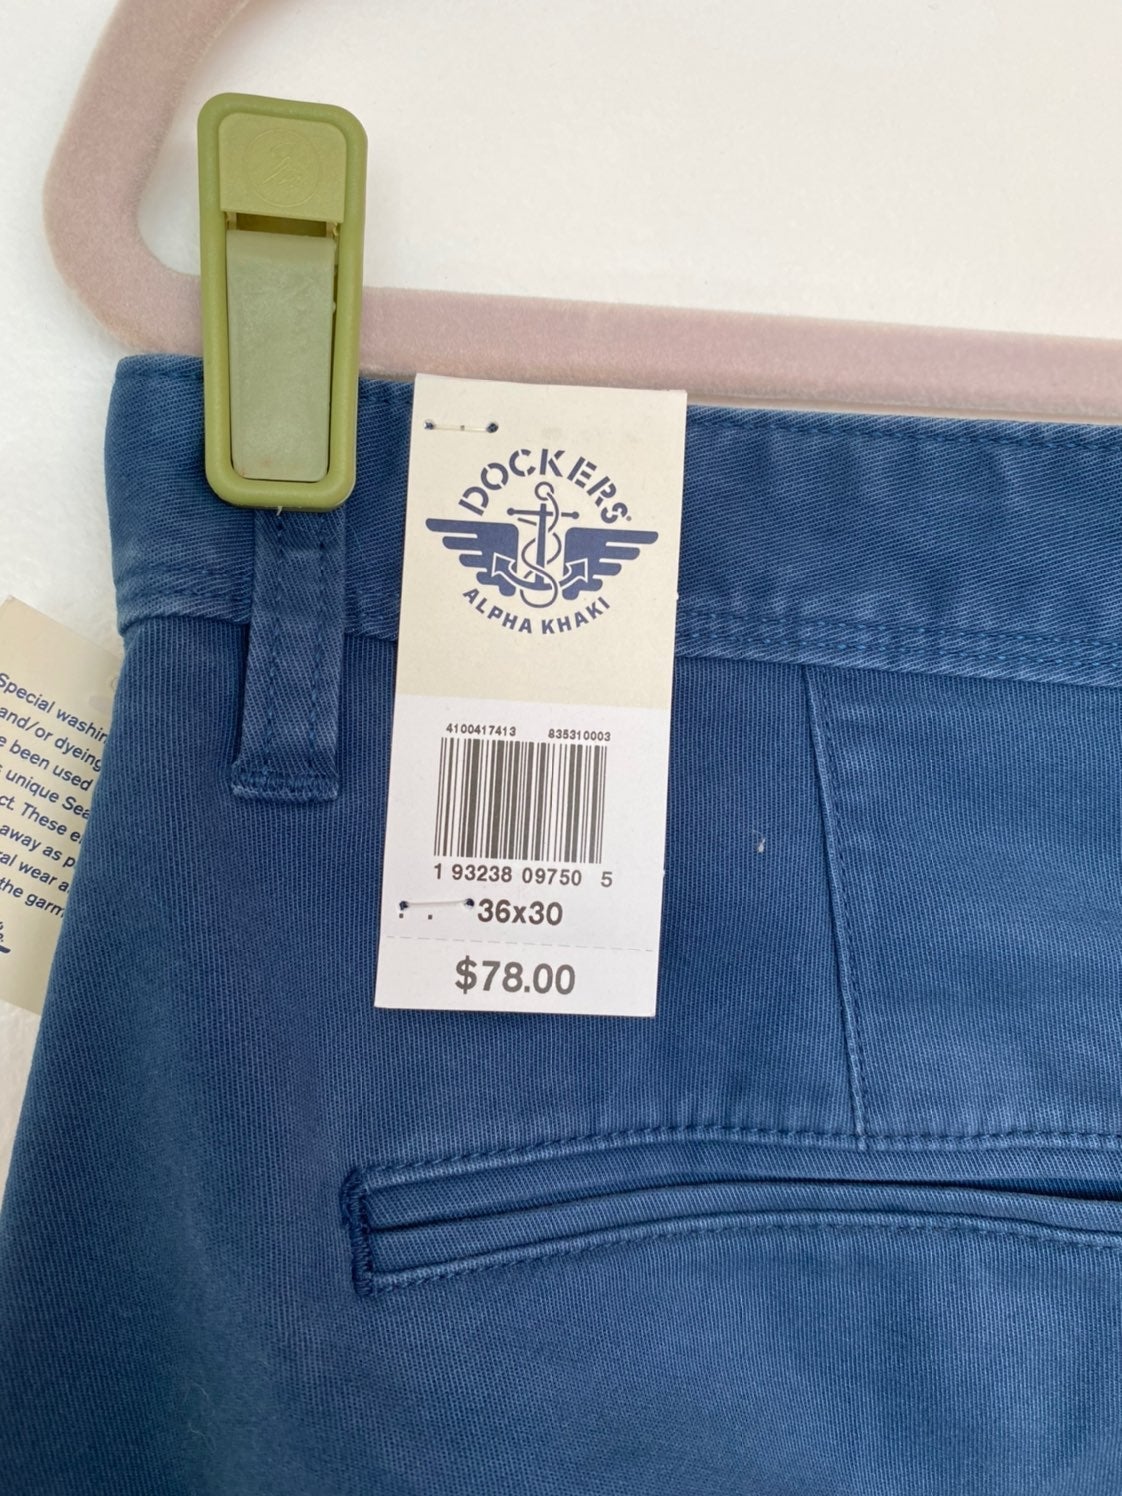 DOCKERS
ALPHA KHAKI
4100417413 835310003
1 93238 09750 5
36x30
$78.00
Special washin
and/or dyeing
e been used
unique Sea
ct. These e
away as p
al wear a
the garm